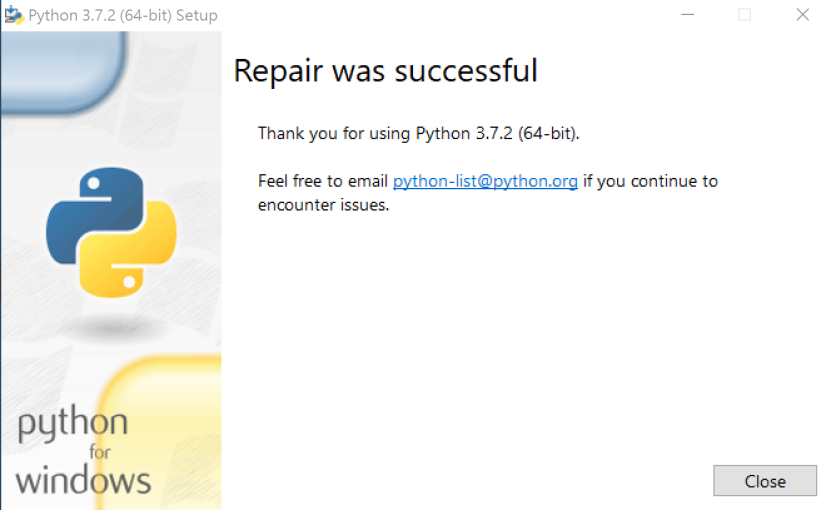 Python 3.7.2 (64-bit) Setup
Repair was successful
Thank you for using Python 3.7.2 (64-bit).
Feel free to email python-list@python.org if you continue to
encounter issues.
python
for
windows
Close